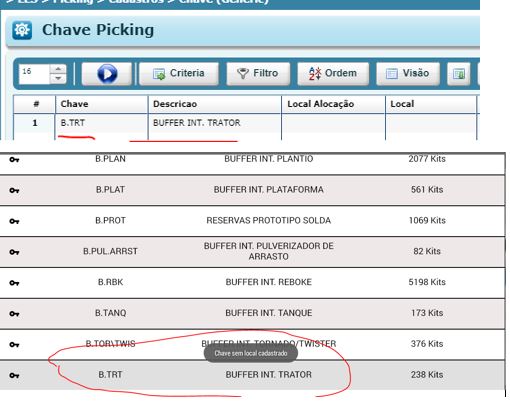 > Picking > Cadastros > Chave (Generic)
Chave Picking
16 Criteria Filtro Ordem Visão
# Chave Descricao Local Alocação Local
1 B.TRT BUFFER INT. TRATOR
B.PLAN BUFFER INT. PLANTIO 2077 Kits
B.PLAT BUFFER INT. PLATAFORMA 561 Kits
B.PROT RESERVAS PROTOTIPO SOLDA 1069 Kits
B.PUL.ARRST BUFFER INT. PULVERIZADOR DE ARRASTO 82 Kits
B.RBK BUFFER INT. REBOKE 5198 Kits
B.TANQ BUFFER INT. TANQUE 173 Kits
B.TOR\TWIS BUFFER INT. TORNADO/TWISTER 376 Kits
Chave sem local cadastrado
B.TRT BUFFER INT. TRATOR 238 Kits